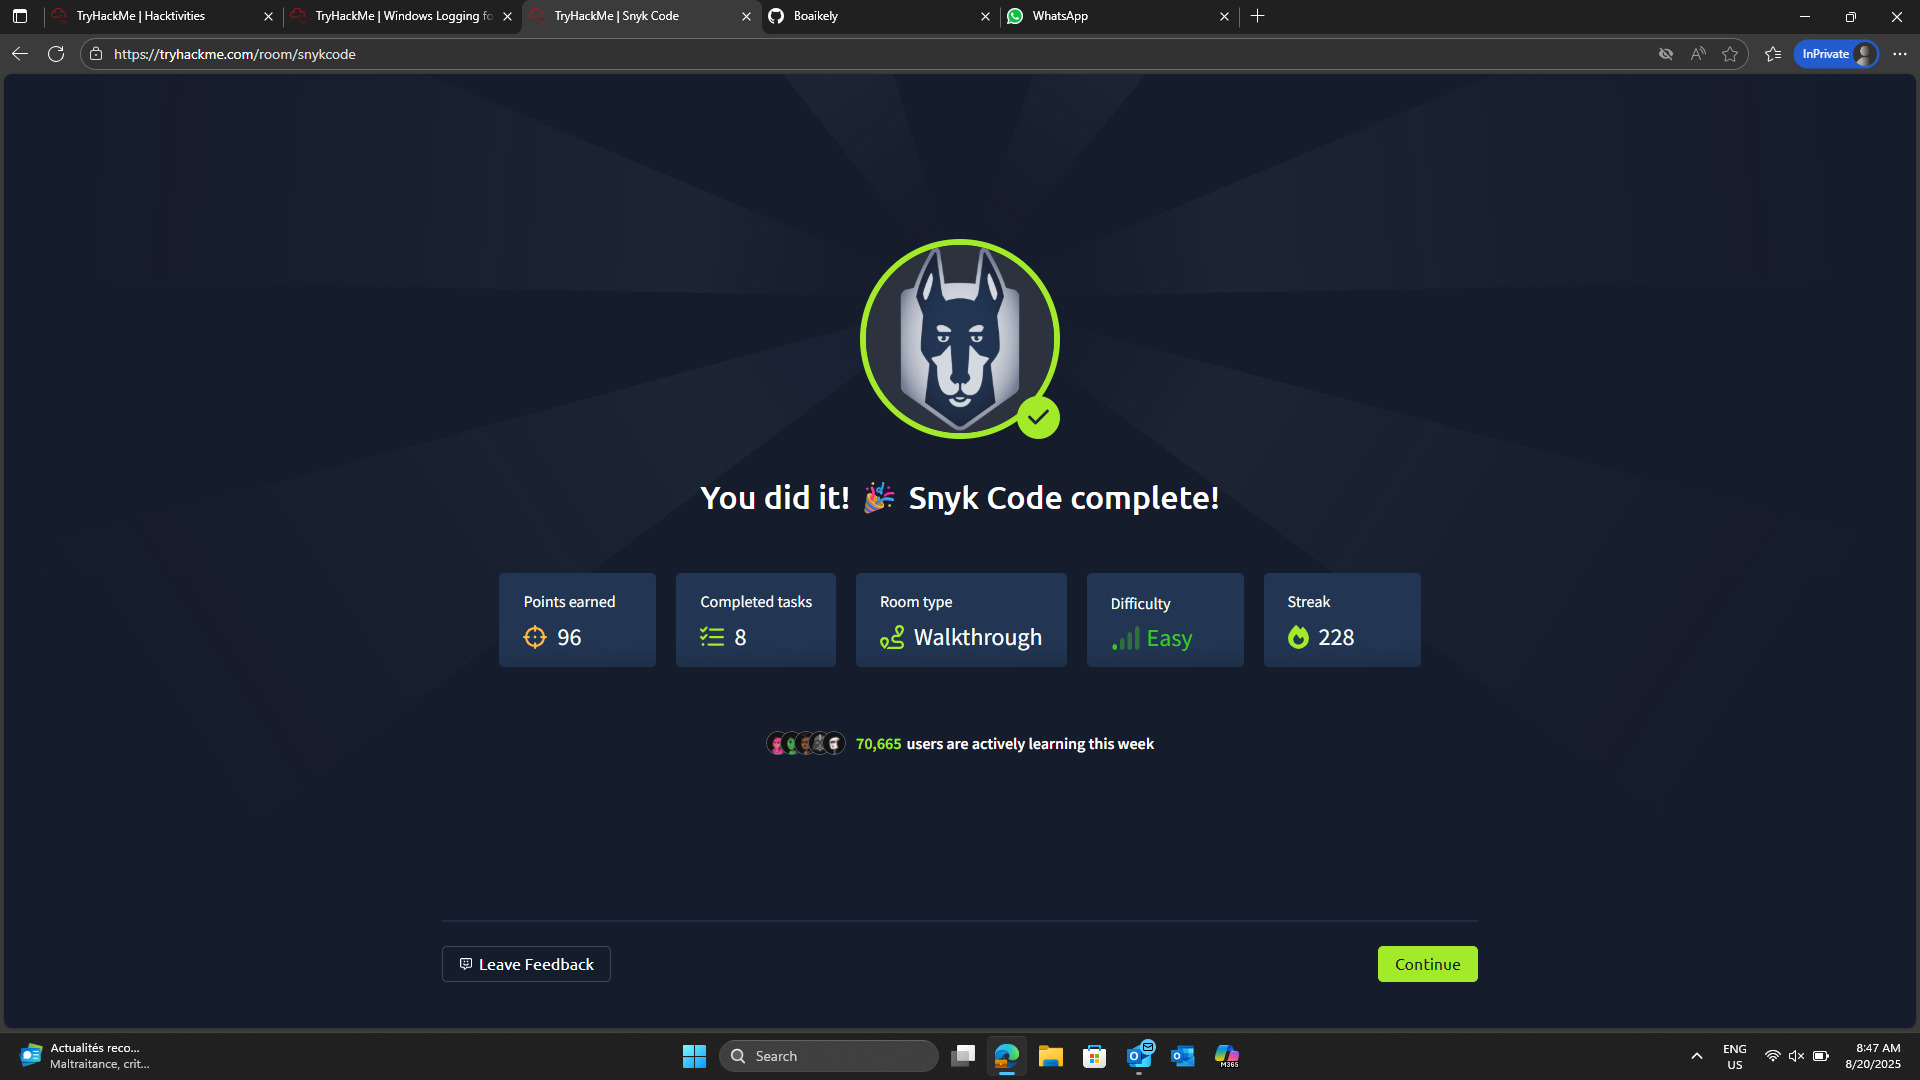 TryHackMe | Hacktivities
TryHackMe | Windows Logging fo
TryHackMe | Snyk Code
Boaikely
WhatsApp
https://tryhackme.com/room/snykcode
InPrivate
You did it! 🎉 Snyk Code complete!
Points earned
96
Completed tasks
8
Room type
Walkthrough
Difficulty
Easy
Streak
228
70,665 users are actively learning this week
Leave Feedback
Continue
Actualités reco...
Maltraitance, crit...
Search
M365
ENG
US
8:47 AM
8/20/2025